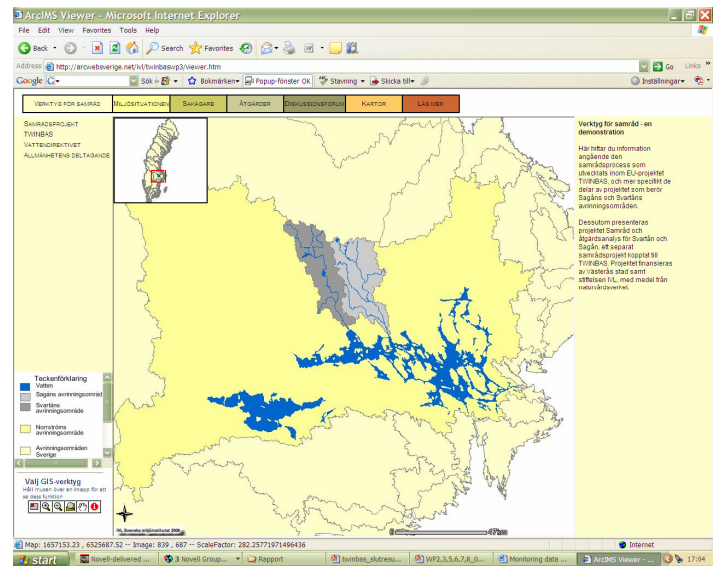 ArcIMS Viewer - Microsoft Internet Explorer
File Edit View Favorites Tools Help
Back Search Favorites
Address http://arcwebsverige.net/ivl/twinbaswp3/viewer.htm Go Links »
Google G Sök Bokmärken Popup-fönster OK Stavning Skicka till Inställningar
VERKTYG FÖR SAMRÅD MILJÖSITUATIONEN SAKÄGARE ÅTGÄRDER DISKUSSIONSFORUM KARTOR LÄS MER
SAMRÅDSPROJEKT
TWINBAS
VATTENDIREKTIVET
ALLMÄNHETENS DELTAGANDE
Verktyg för samråd - en
demonstration
Här hittar du information
angående den
samrådsprocess som
utvecklats inom EU-projektet
TWINBAS, och mer specifikt de
delar av projektet som berör
Sagåns och Svartåns
avrinningsområden.
Dessutom presenteras
projektet Samråd och
åtgärdsanalys för Svartån och
Sagån, ett separat
samrådsprojekt kopplat till
TWINBAS. Projektet finansieras
av Västerås stad samt
stiftelsen IVL, med medel från
naturvårdsverket.
Teckenförklaring
Vatten
Sagåns avrinningsområd
Svartåns
avrinningsområde
Norrströms
avrinningsområde
Avrinningsområden
Sverige
Välj GIS-verktyg
Håll musen över en knapp för att
se dess funktion
IVL Svenska miljöinstitutet 2006
0 47km
Map: 1657153.23 , 6525687.52 -- Image: 839 , 687 -- ScaleFactor: 282.25771971496436 Internet
start Novell-delivered ... 3 Novell Group... Rapport twinbas_slutresu... WP2,3,5,6,7,8_0... Monitoring data ... ArcIMS Viewer - ... 17:04